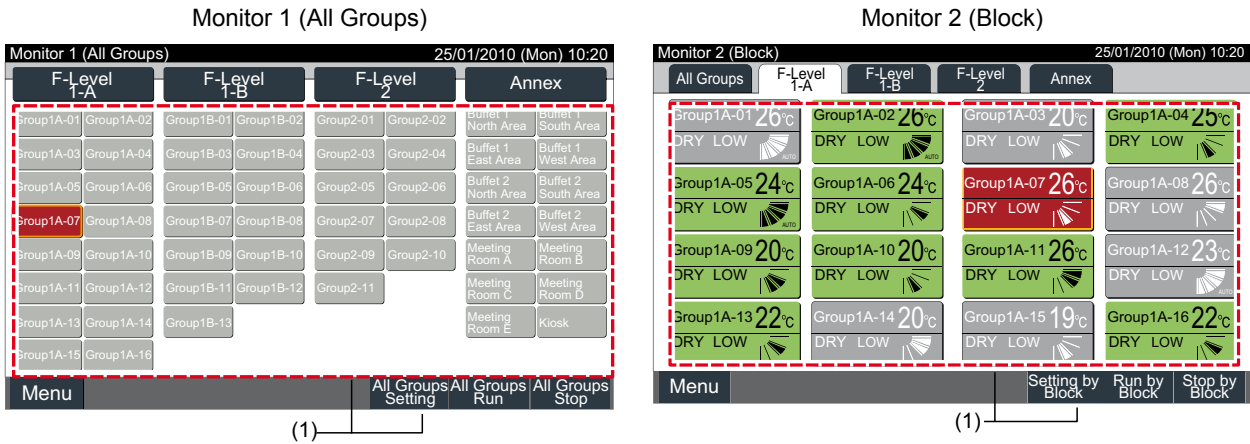 Monitor 1 (All Groups)
Monitor 1 (All Groups) 25/01/2010 (Mon) 10:20
F-Level 1-A F-Level 1-B F-Level 2 Annex
Group1A-01 Group1A-02 Group1B-01 Group1B-02 Group2-01 Group2-02 Buffet 1 North Area Buffet 1 South Area
Group1A-03 Group1A-04 Group1B-03 Group1B-04 Group2-03 Group2-04 Buffet 1 East Area Buffet 1 West Area
Group1A-05 Group1A-06 Group1B-05 Group1B-06 Group2-05 Group2-06 Buffet 2 North Area Buffet 2 South Area
Group1A-07 Group1A-08 Group1B-07 Group1B-08 Group2-07 Group2-08 Buffet 2 East Area Buffet 2 West Area
Group1A-09 Group1A-10 Group1B-09 Group1B-10 Group2-09 Group2-10 Meeting Room A Meeting Room B
Group1A-11 Group1A-12 Group1B-11 Group1B-12 Group2-11 Meeting Room C Meeting Room D
Group1A-13 Group1A-14 Group1B-13 Meeting Room E Kiosk
Group1A-15 Group1A-16
Menu All Groups Setting All Groups Run All Groups Stop
(1)
Monitor 2 (Block)
Monitor 2 (Block) 25/01/2010 (Mon) 10:20
All Groups F-Level 1-A F-Level 1-B F-Level 2 Annex
Group1A-01 26°C Group1A-02 26°C Group1A-03 20°C Group1A-04 25°C
DRY LOW AUTO DRY LOW AUTO DRY LOW DRY LOW
Group1A-05 24°C Group1A-06 24°C Group1A-07 26°C Group1A-08 26°C
DRY LOW AUTO DRY LOW DRY LOW DRY LOW
Group1A-09 20°C Group1A-10 20°C Group1A-11 26°C Group1A-12 23°C
DRY LOW DRY LOW DRY LOW DRY LOW AUTO
Group1A-13 22°C Group1A-14 20°C Group1A-15 19°C Group1A-16 22°C
DRY LOW DRY LOW DRY LOW DRY LOW
Menu Setting by Block Run by Block Stop by Block
(1)